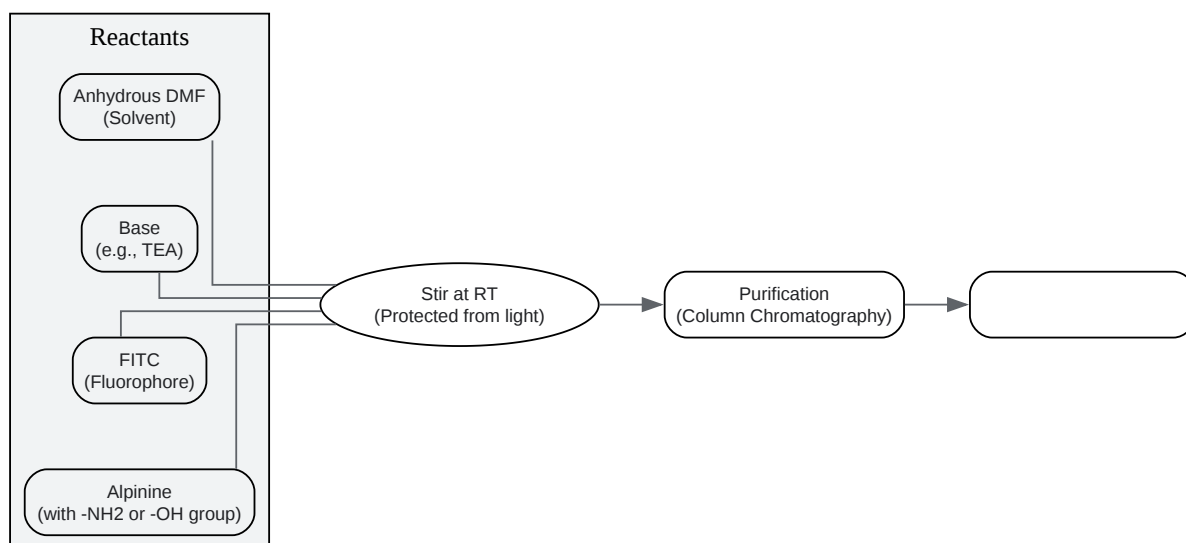 Reactants
Anhydrous DMF
(Solvent)
Base
(e.g., TEA)
FITC
(Fluorophore)
Alpinine
(with -NH2 or -OH group)
Stir at RT
(Protected from light)
Purification
(Column Chromatography)